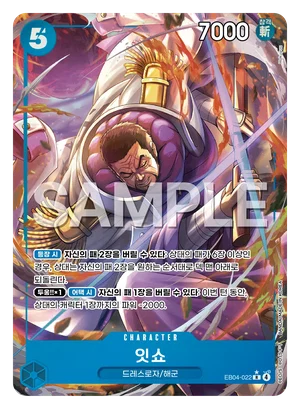 5
7000
참격
斬
SAMPLE
등장 시 자신의 패 2장을 버릴 수 있다: 상대의 패가 6장 이상인
경우, 상대는 자신의 패 2장을 원하는 순서대로 덱 맨 아래로
되돌린다.
두웅!!×1 어택 시 자신의 패 1장을 버릴 수 있다: 이번 턴 동안,
상대의 캐릭터 1장까지의 파워 -2000.
CHARACTER
잇쇼
드레스로자/해군
EB04-022